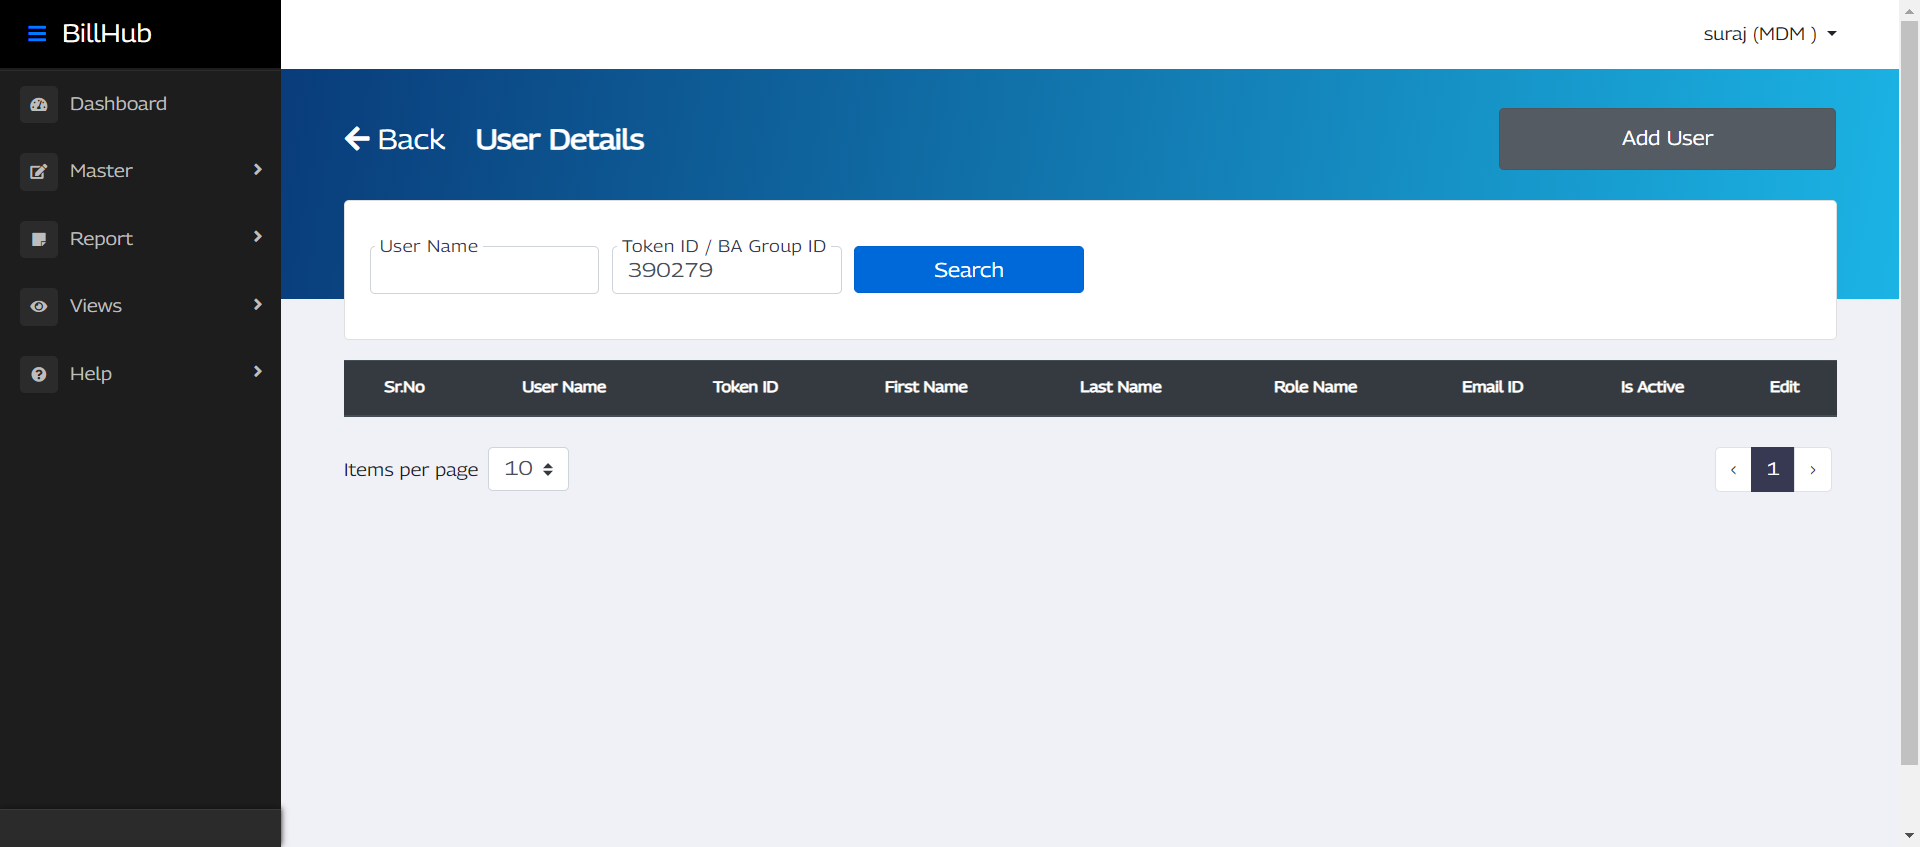 BillHub
suraj (MDM )
Dashboard
Master
Report
Views
Help
Back User Details
Add User
User Name
Token ID / BA Group ID
390279
Search
Sr.No User Name Token ID First Name Last Name Role Name Email ID Is Active Edit
Items per page 10
‹ 1 ›